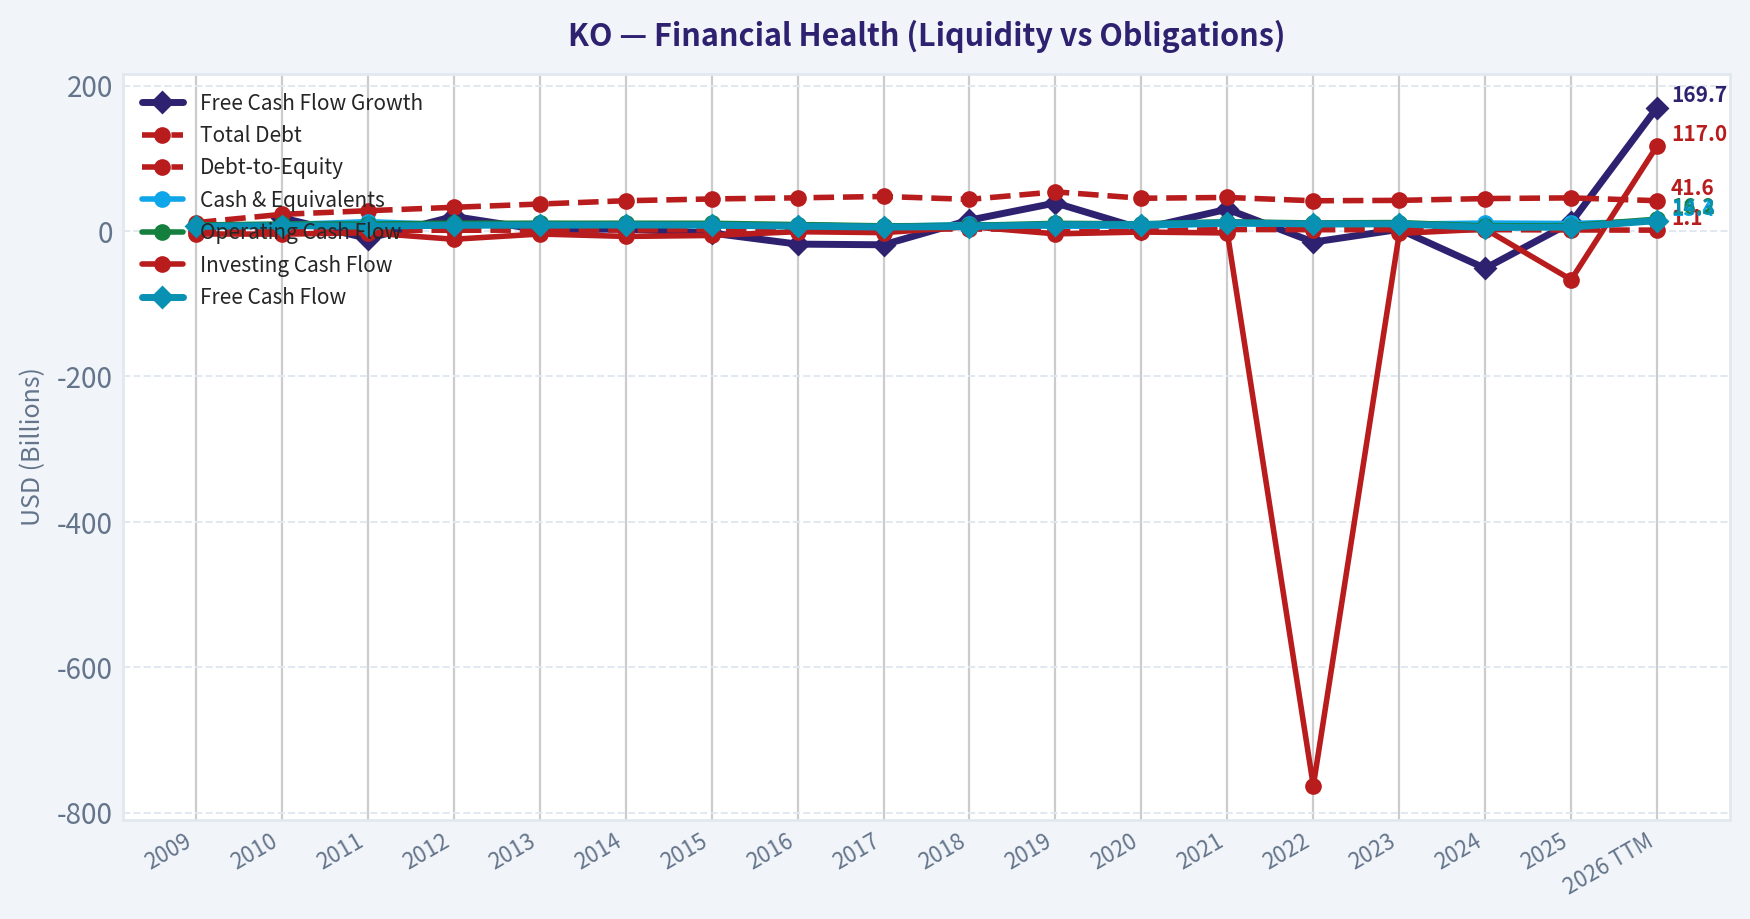 KO — Financial Health (Liquidity vs Obligations)
USD (Billions)
200
0
-200
-400
-600
-800
Free Cash Flow Growth
Total Debt
Debt-to-Equity
Cash & Equivalents
Operating Cash Flow
Investing Cash Flow
Free Cash Flow
169.7
117.0
41.6
1.1
2009
2010
2011
2012
2013
2014
2015
2016
2017
2018
2019
2020
2021
2022
2023
2024
2025
2026 TTM